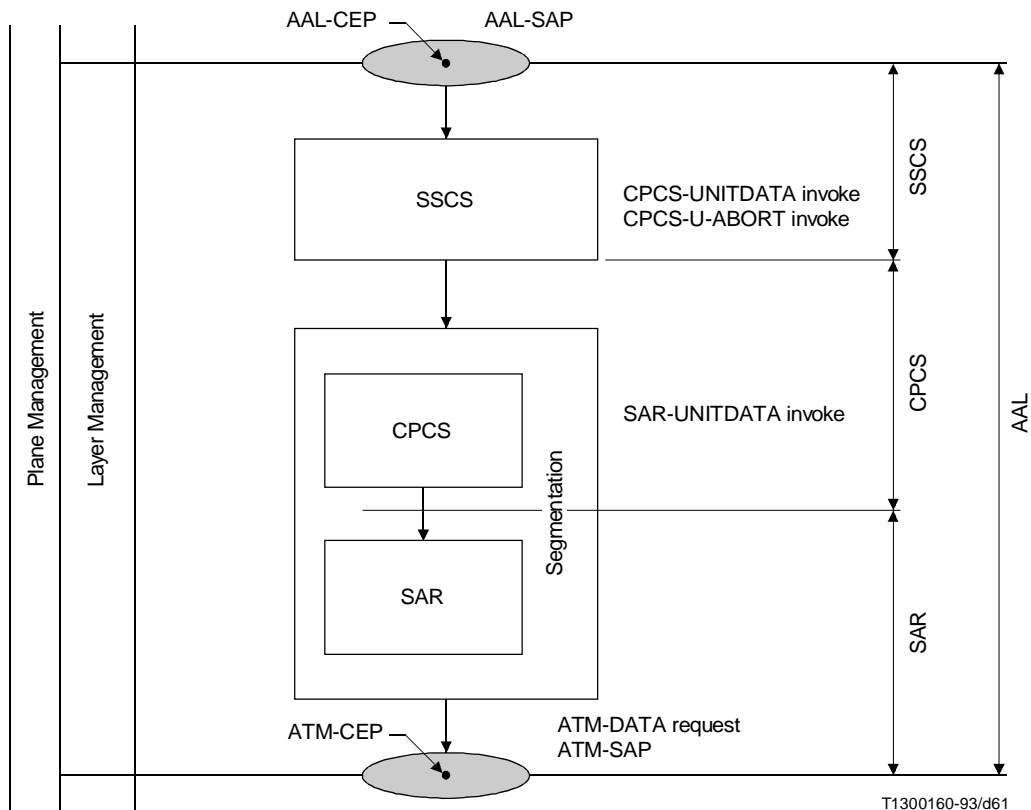 AAL-CEP
AAL-SAP
SSCS
CPCS-UNITDATA invoke
CPCS-U-ABORT invoke
SSCS
CPCS
SAR-UNITDATA invoke
CPCS
Segmentation
SAR
SAR
AAL
Plane Management
Layer Management
ATM-CEP
ATM-DATA request
ATM-SAP
T1300160-93/d61